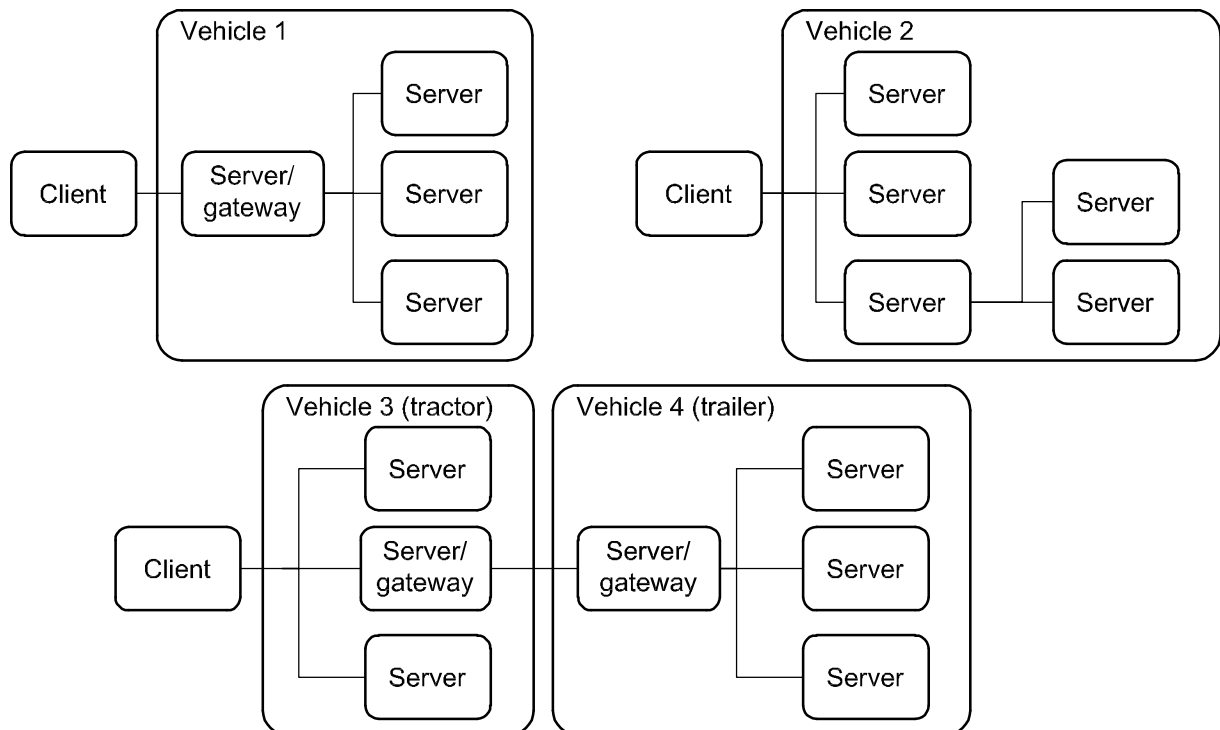 Vehicle 1
Server
Client
Server/
gateway
Server
Server
Vehicle 2
Server
Client
Server
Server
Server
Server
Vehicle 3 (tractor)
Server
Client
Server/
gateway
Server
Vehicle 4 (trailer)
Server
Server/
gateway
Server
Server